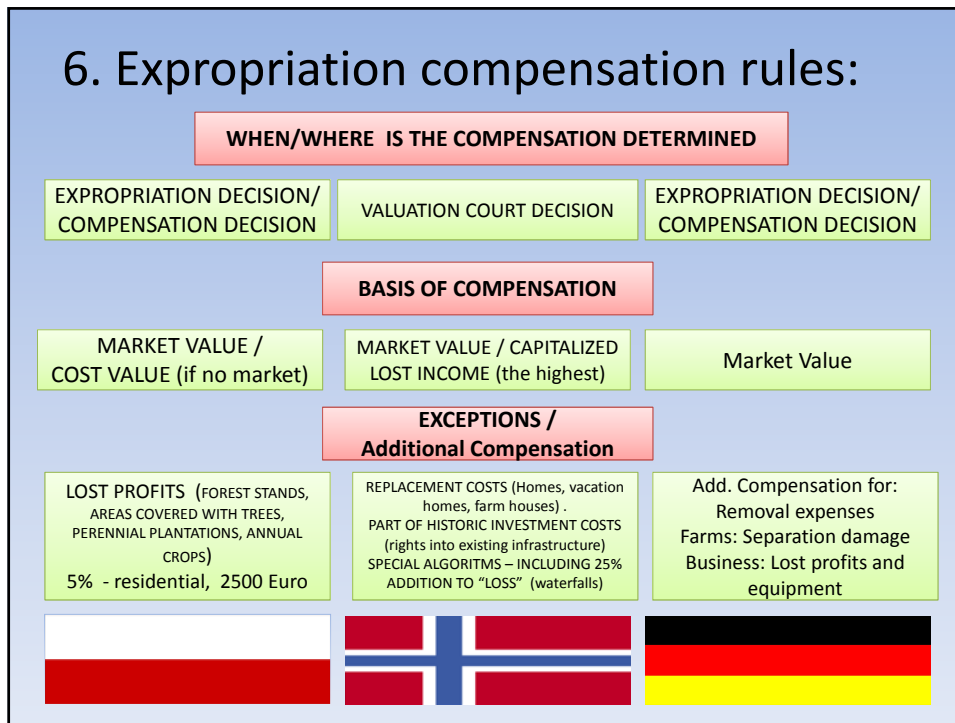 6. Expropriation compensation rules:
WHEN/WHERE IS THE COMPENSATION DETERMINED
EXPROPRIATION DECISION/
COMPENSATION DECISION
VALUATION COURT DECISION
EXPROPRIATION DECISION/
COMPENSATION DECISION
BASIS OF COMPENSATION
MARKET VALUE /
COST VALUE (if no market)
MARKET VALUE / CAPITALIZED
LOST INCOME (the highest)
Market Value
EXCEPTIONS /
Additional Compensation
LOST PROFITS (FOREST STANDS,
AREAS COVERED WITH TREES,
PERENNIAL PLANTATIONS, ANNUAL
CROPS)
5% - residential, 2500 Euro
REPLACEMENT COSTS (Homes, vacation
homes, farm houses) .
PART OF HISTORIC INVESTMENT COSTS
(rights into existing infrastructure)
SPECIAL ALGORITMS – INCLUDING 25%
ADDITION TO “LOSS” (waterfalls)
Add. Compensation for:
Removal expenses
Farms: Separation damage
Business: Lost profits and
equipment